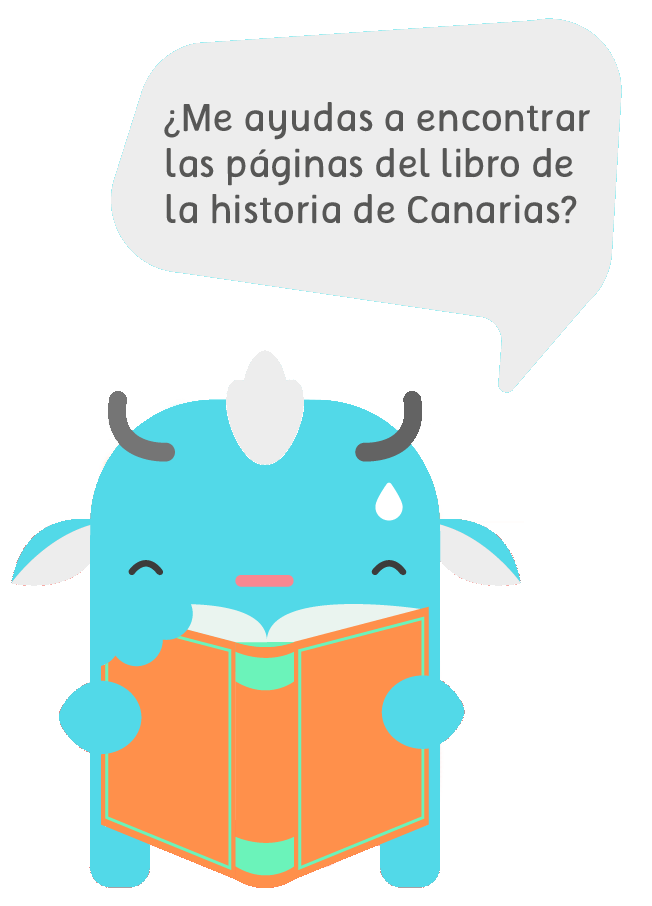 ¿Me ayudas a encontrar
las páginas del libro de
la historia de Canarias?